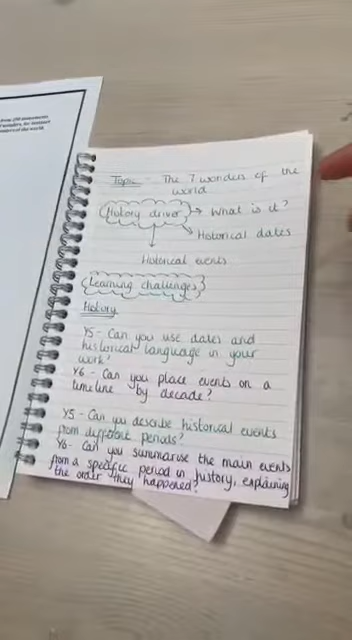 Topic - The 7 wonders of the
world
History driver → What is it?
Historical dates
Historical events
Learning challenges
History
Y5 - Can you use dates and
historical language in your
work?
Y6 - Can you place events on a
timeline by decade?
Y5 - Can you describe historical events
from different periods?
Y6 - Can you summarise the main events
from a specific period in history, explaining
the order they happened?